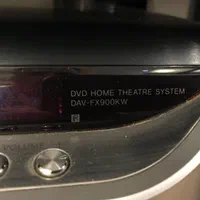 DVD HOME THEATRE SYSTEM
DAV-FX900KW
R